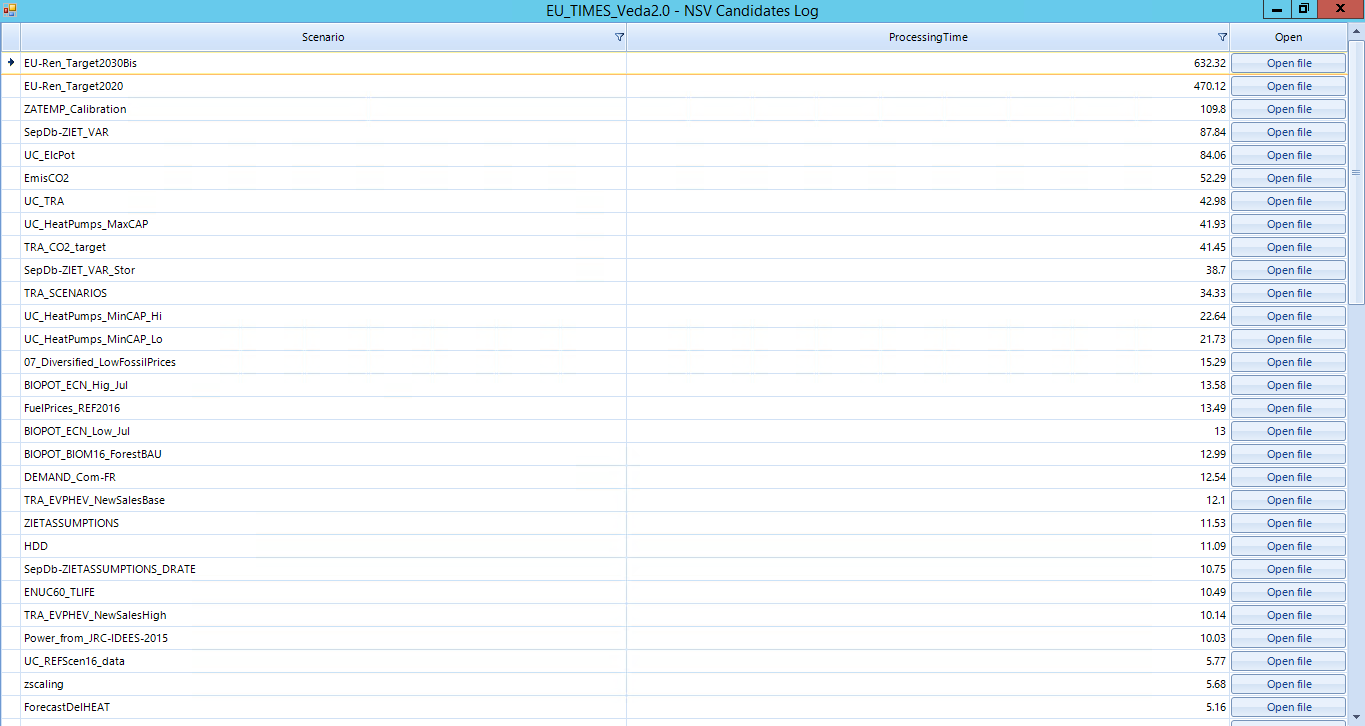 EU_TIMES_Veda2.0 - NSV Candidates Log
Scenario ProcessingTime Open
EU-Ren_Target2030Bis 632.32 Open file
EU-Ren_Target2020 470.12 Open file
ZATEMP_Calibration 109.8 Open file
SepDb-ZIET_VAR 87.84 Open file
UC_ElcPot 84.06 Open file
EmisCO2 52.29 Open file
UC_TRA 42.98 Open file
UC_HeatPumps_MaxCAP 41.93 Open file
TRA_CO2_target 41.45 Open file
SepDb-ZIET_VAR_Stor 38.7 Open file
TRA_SCENARIOS 34.33 Open file
UC_HeatPumps_MinCAP_Hi 22.64 Open file
UC_HeatPumps_MinCAP_Lo 21.73 Open file
07_Diversified_LowFossilPrices 15.29 Open file
BIOPOT_ECN_Hig_Jul 13.58 Open file
FuelPrices_REF2016 13.49 Open file
BIOPOT_ECN_Low_Jul 13 Open file
BIOPOT_BIOM16_ForestBAU 12.99 Open file
DEMAND_Com-FR 12.54 Open file
TRA_EVPHEV_NewSalesBase 12.1 Open file
ZIETASSUMPTIONS 11.53 Open file
HDD 11.09 Open file
SepDb-ZIETASSUMPTIONS_DRATE 10.75 Open file
ENUC60_TLIFE 10.49 Open file
TRA_EVPHEV_NewSalesHigh 10.14 Open file
Power_from_JRC-IDEES-2015 10.03 Open file
UC_REFScen16_data 5.77 Open file
zscaling 5.68 Open file
ForecastDelHEAT 5.16 Open file